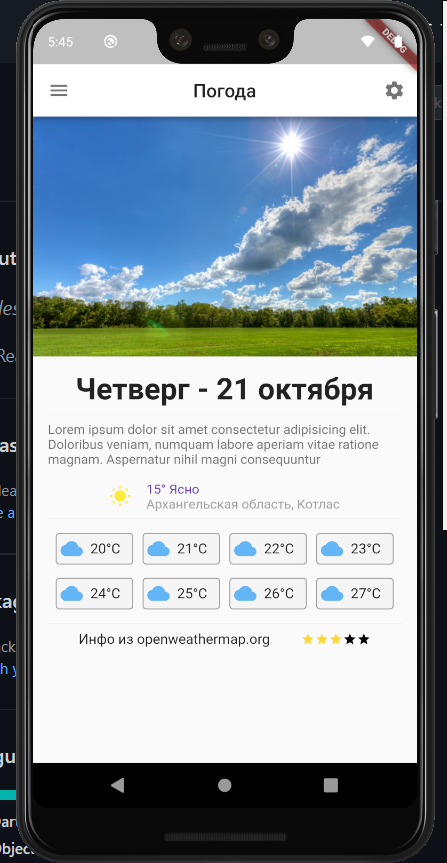 5:45
DEBUG
Погода
Четверг - 21 октября
Lorem ipsum dolor sit amet consectetur adipisicing elit.
Doloribus veniam, numquam labore aperiam vitae ratione
magnam. Aspernatur nihil magni consequuntur
15° Ясно
Архангельская область, Котлас
20°C 21°C 22°C 23°C
24°C 25°C 26°C 27°C
Инфо из openweathermap.org